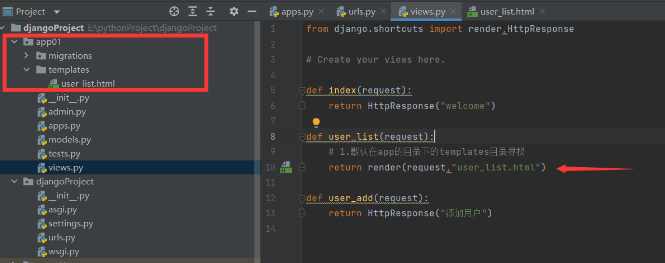 Project
apps.py
urls.py
views.py
user_list.html
djangoProject E:\pythonProject\djangoProject
app01
migrations
templates
user_list.html
__init__.py
admin.py
apps.py
models.py
tests.py
views.py
djangoProject
__init__.py
asgi.py
settings.py
urls.py
wsgi.py
1 from django.shortcuts import render,HttpResponse
2
3 # Create your views here.
4
5 def index(request):
6 return HttpResponse("welcome")
7
8 def user_list(request):
9 # 1.默认在app的目录下的templates目录寻找
10 return render(request,"user_list.html")
11
12 def user_add(request):
13 return HttpResponse("添加用户")
14